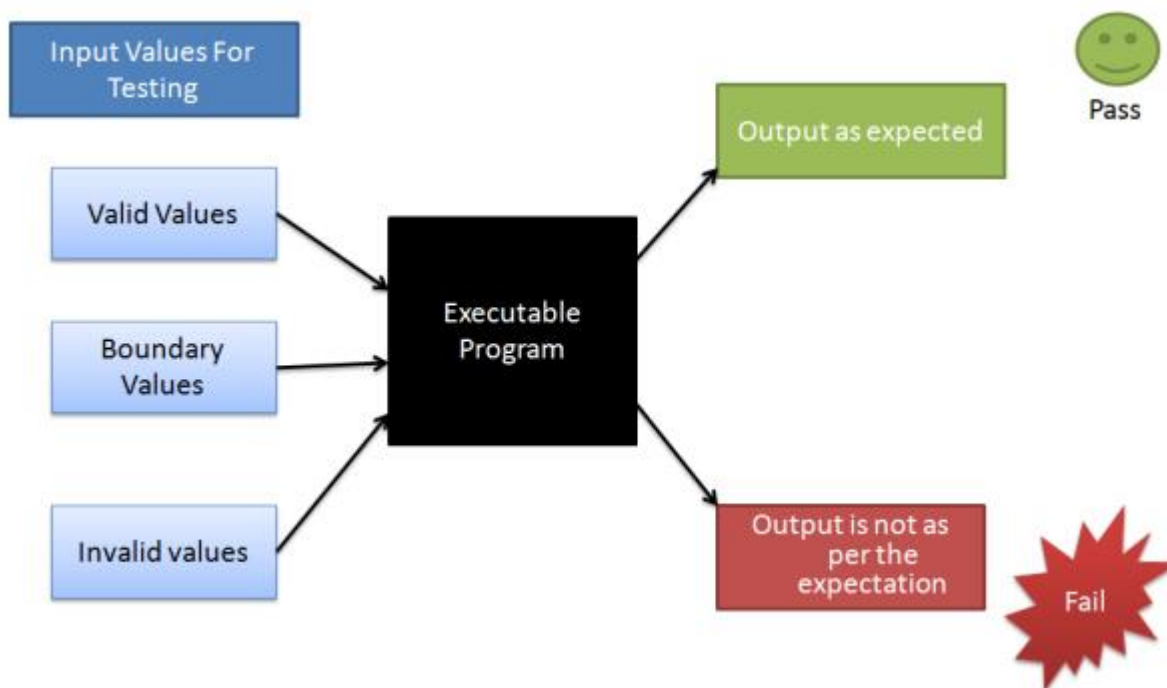 Input Values For
Testing
Pass
Output as expected
Valid Values
Executable
Program
Boundary
Values
Output is not as
per the
expectation
Invalid values
Fail